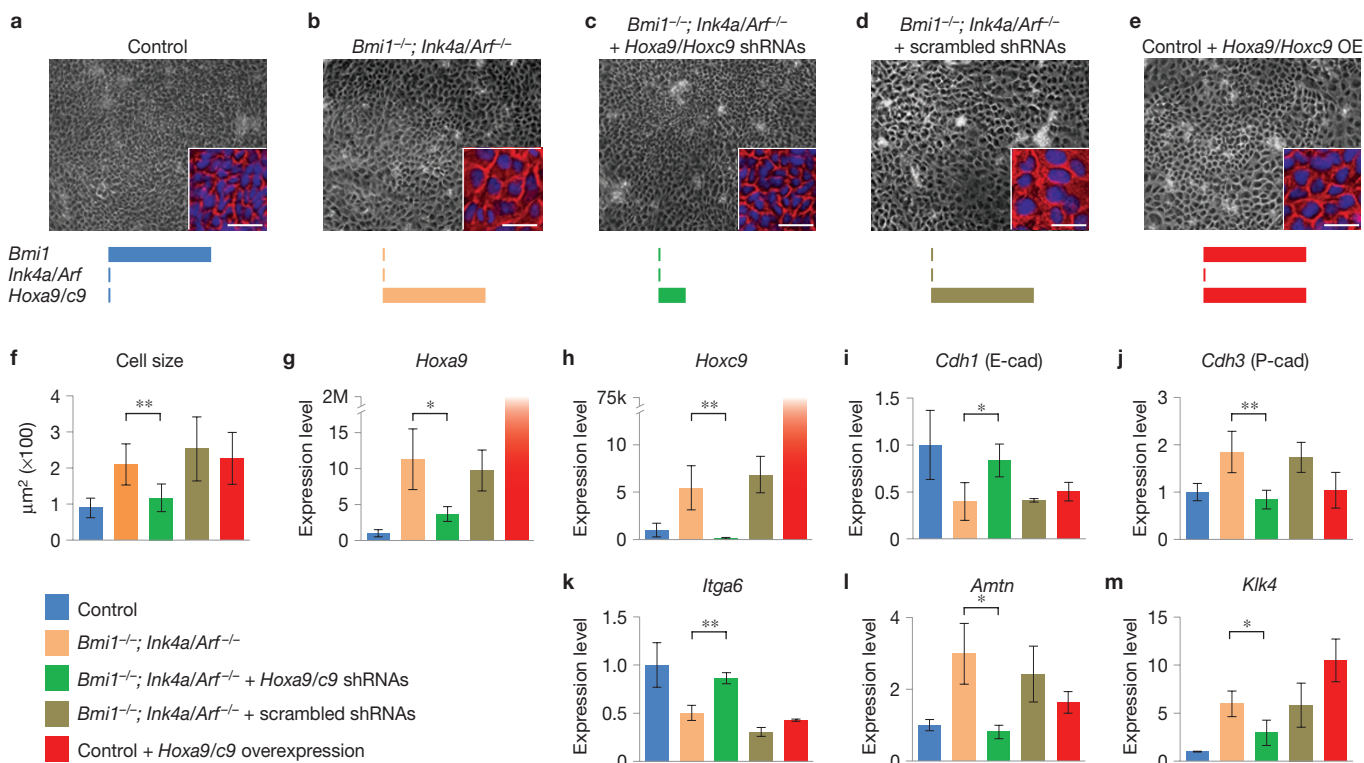 a
Control
b
Bmi1–/–; Ink4a/Arf–/–
c
Bmi1–/–; Ink4a/Arf–/–
+ Hoxa9/Hoxc9 shRNAs
d
Bmi1–/–; Ink4a/Arf–/–
+ scrambled shRNAs
e
Control + Hoxa9/Hoxc9 OE
Bmi1
Ink4a/Arf
Hoxa9/c9
f
Cell size
μm² (×100)
4
3
2
1
0
**
g
Hoxa9
Expression level
2M
15
10
5
0
*
h
Hoxc9
Expression level
75k
10
5
0
**
i
Cdh1 (E-cad)
Expression level
1.5
1.0
0.5
0
*
j
Cdh3 (P-cad)
Expression level
3
2
1
0
**
Control
Bmi1–/–; Ink4a/Arf–/–
Bmi1–/–; Ink4a/Arf–/– + Hoxa9/c9 shRNAs
Bmi1–/–; Ink4a/Arf–/– + scrambled shRNAs
Control + Hoxa9/c9 overexpression
k
Itga6
Expression level
1.5
1.0
0.5
0
**
l
Amtn
Expression level
4
2
0
*
m
Klk4
Expression level
15
10
5
0
*